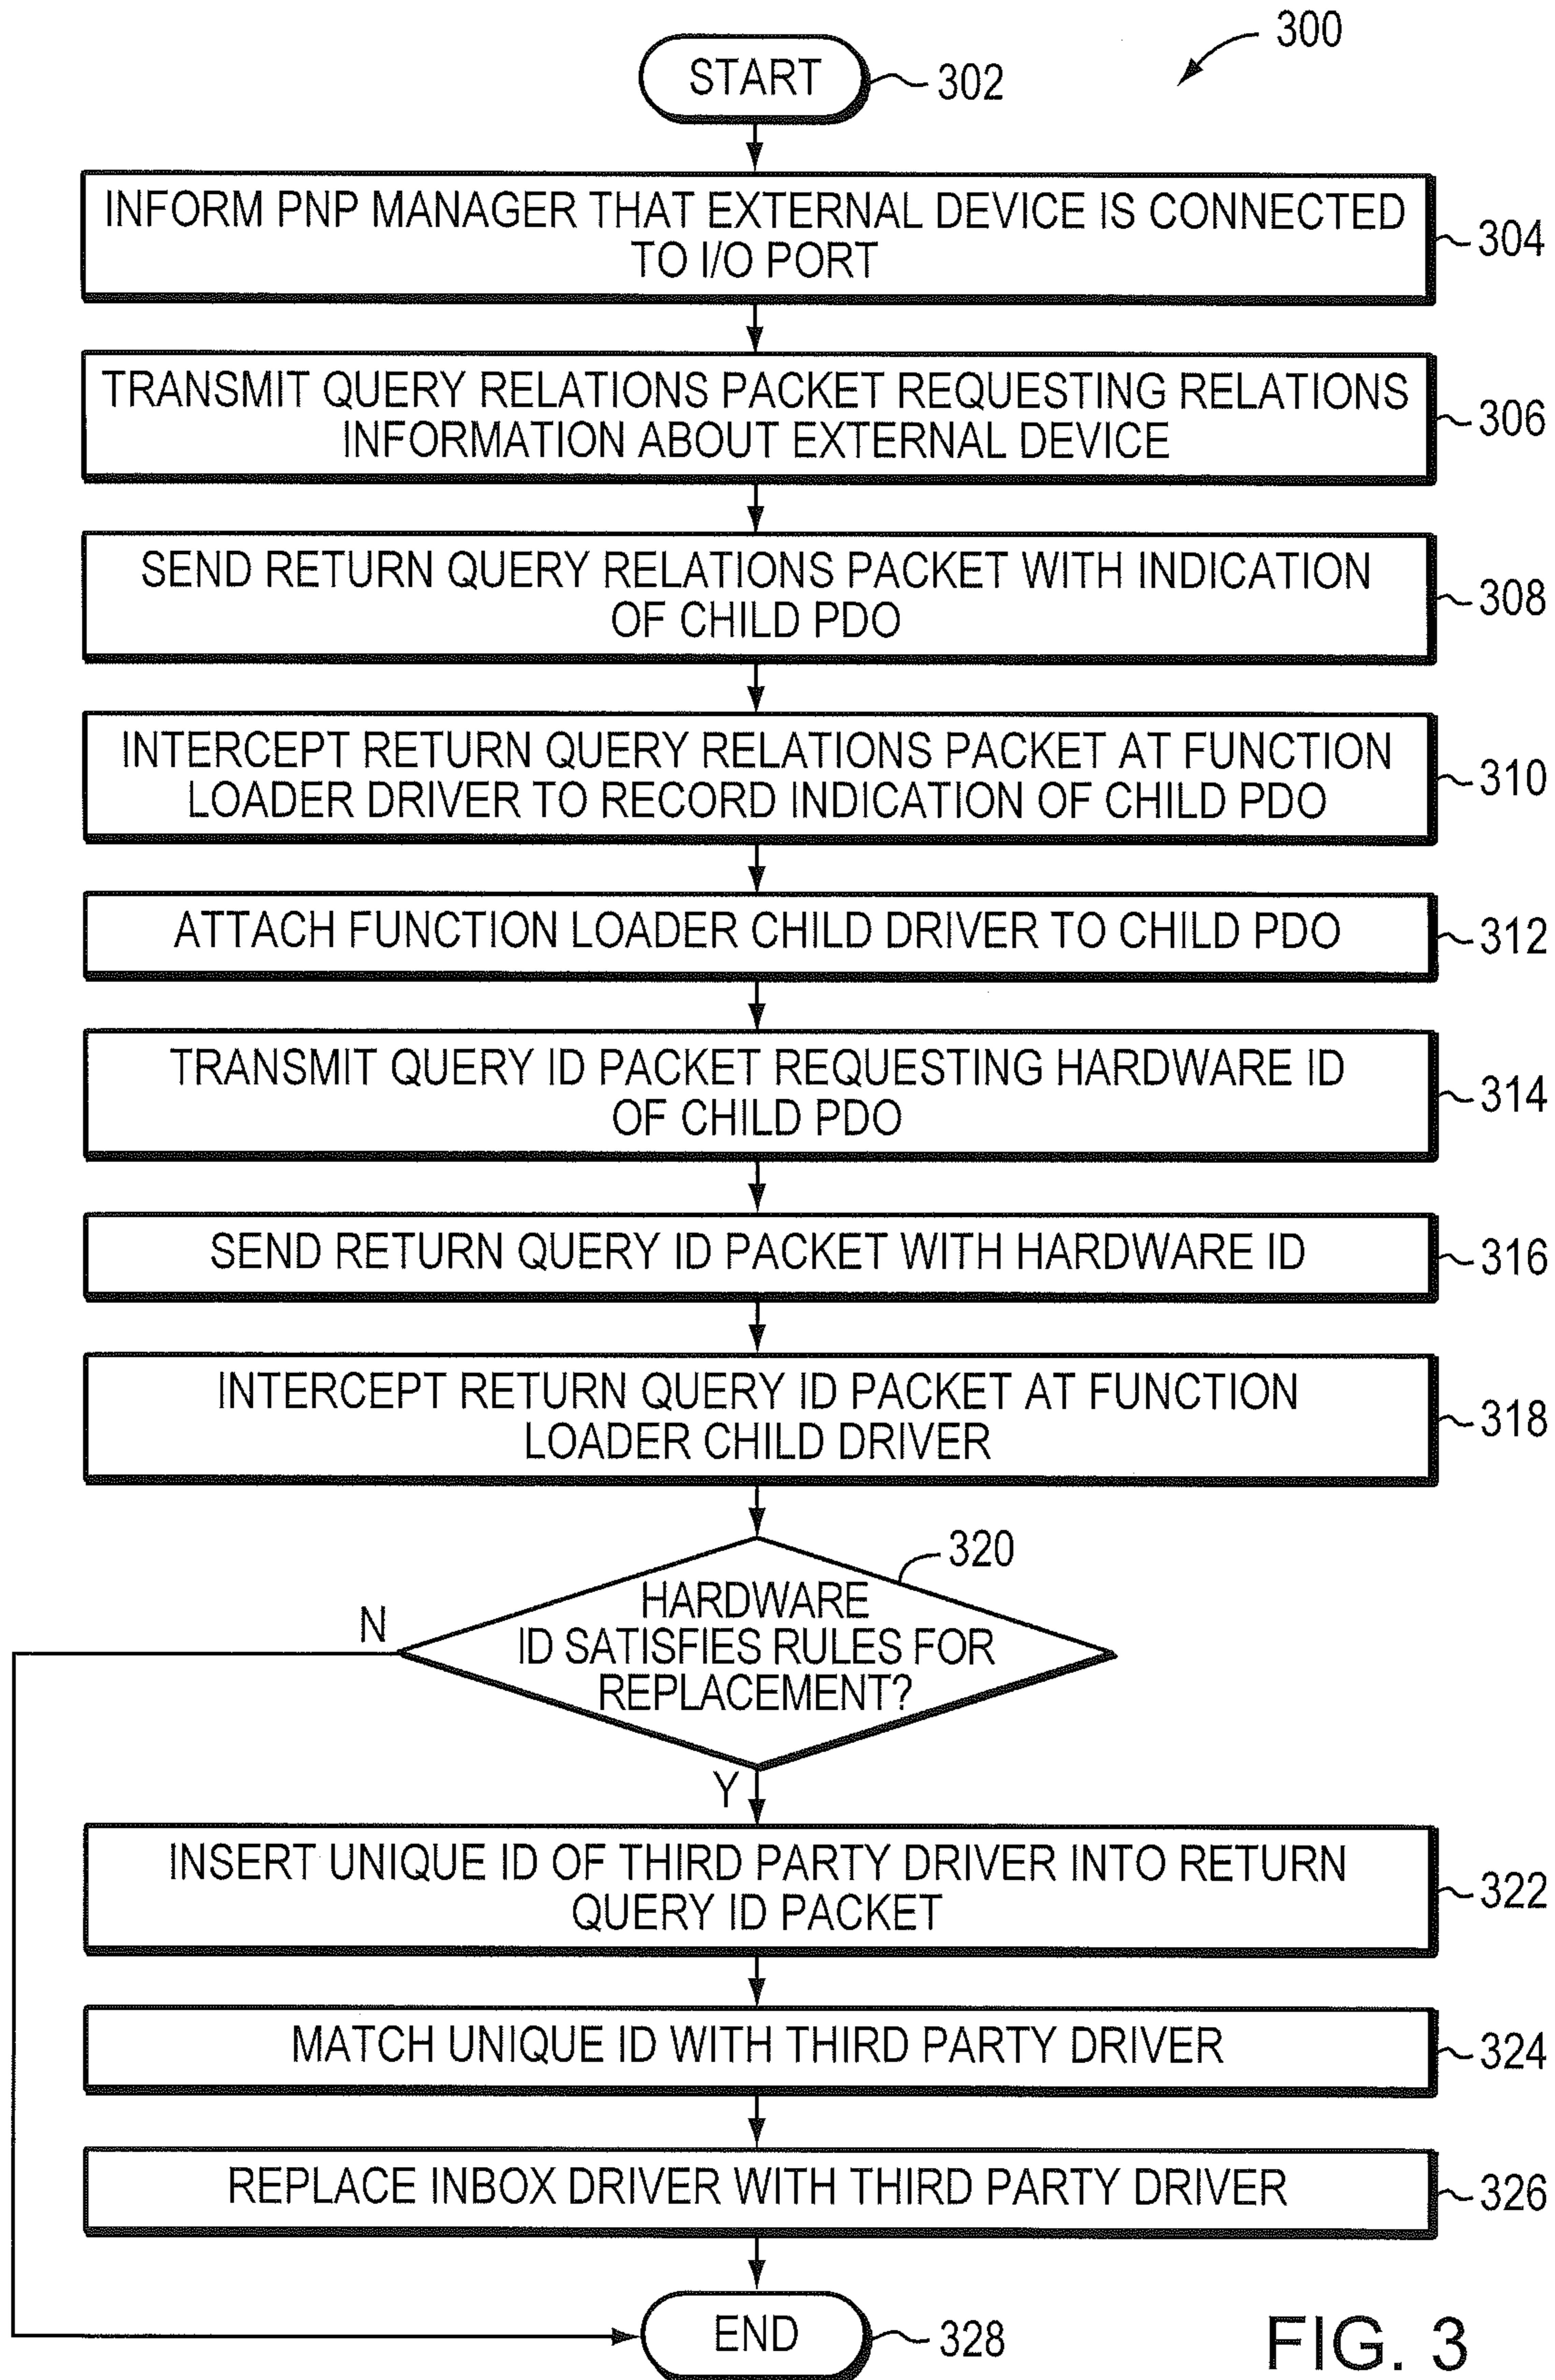 300
START
302
INFORM PNP MANAGER THAT EXTERNAL DEVICE IS CONNECTED
TO I/O PORT
304
TRANSMIT QUERY RELATIONS PACKET REQUESTING RELATIONS
INFORMATION ABOUT EXTERNAL DEVICE
306
SEND RETURN QUERY RELATIONS PACKET WITH INDICATION
OF CHILD PDO
308
INTERCEPT RETURN QUERY RELATIONS PACKET AT FUNCTION
LOADER DRIVER TO RECORD INDICATION OF CHILD PDO
310
ATTACH FUNCTION LOADER CHILD DRIVER TO CHILD PDO
312
TRANSMIT QUERY ID PACKET REQUESTING HARDWARE ID
OF CHILD PDO
314
SEND RETURN QUERY ID PACKET WITH HARDWARE ID
316
INTERCEPT RETURN QUERY ID PACKET AT FUNCTION
LOADER CHILD DRIVER
318
320
HARDWARE
ID SATISFIES RULES FOR
REPLACEMENT?
N
Y
INSERT UNIQUE ID OF THIRD PARTY DRIVER INTO RETURN
QUERY ID PACKET
322
MATCH UNIQUE ID WITH THIRD PARTY DRIVER
324
REPLACE INBOX DRIVER WITH THIRD PARTY DRIVER
326
END
328
FIG. 3